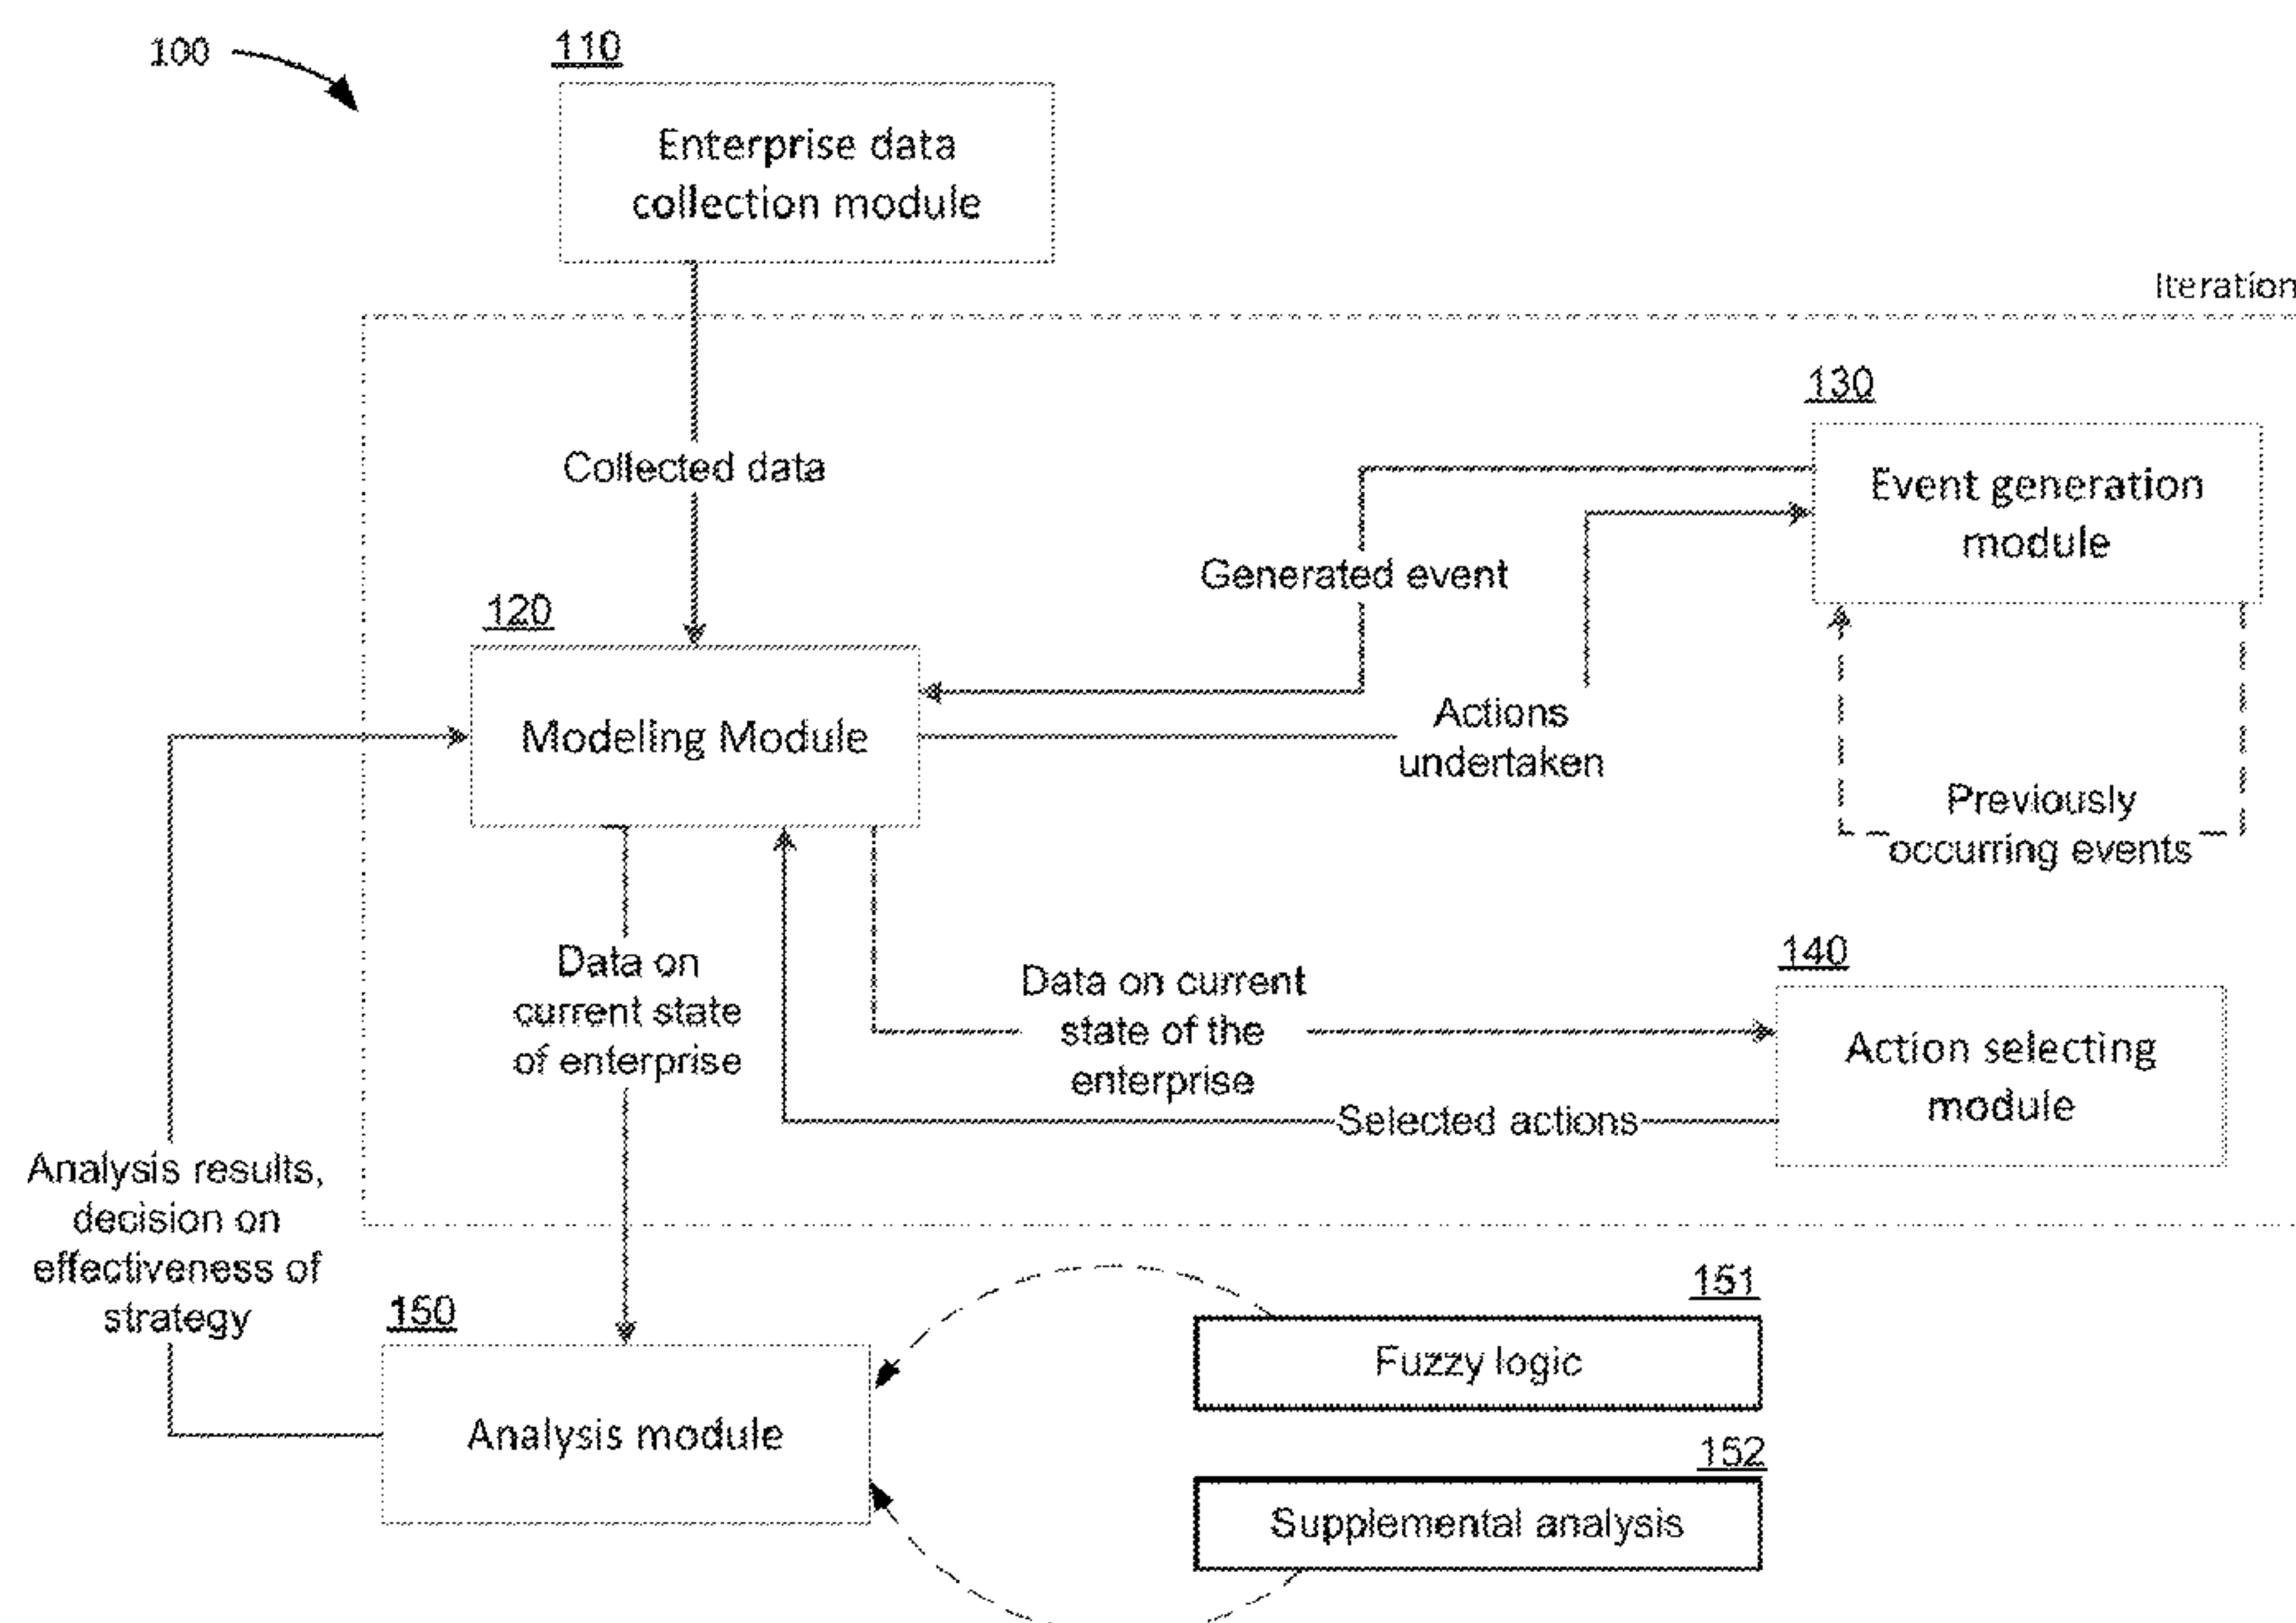 100
110
Enterprise data
collection module
Iteration
130
Event generation
module
Collected data
Generated event
120
Modeling Module
Actions
undertaken
Previously
occurring events
Data on
current state
of enterprise
Data on current
state of the
enterprise
140
Action selecting
module
Selected actions
Analysis results,
decision on
effectiveness of
strategy
150
Analysis module
151
Fuzzy logic
152
Supplemental analysis